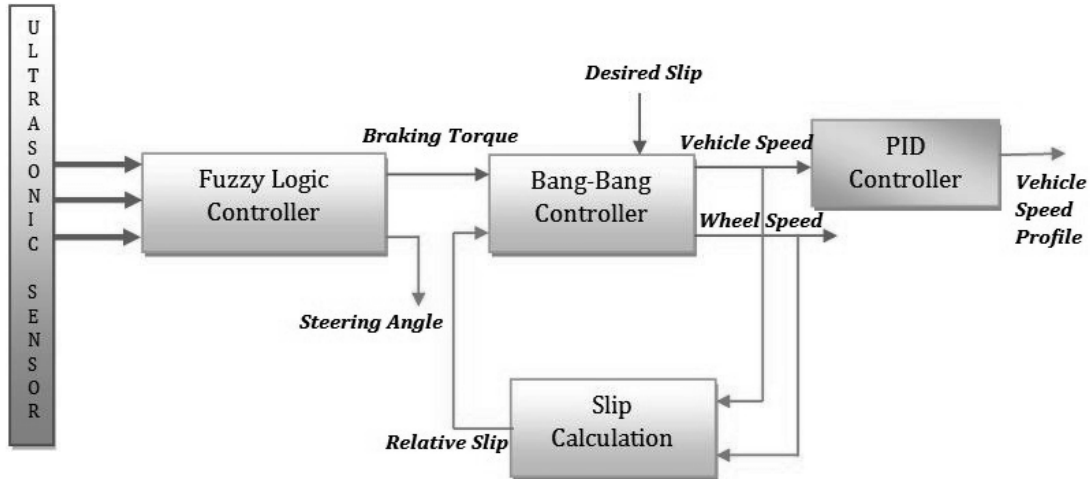 ULTRASONIC SENSOR
Desired Slip
Braking Torque
Vehicle Speed
PID
Controller
Fuzzy Logic
Controller
Bang-Bang
Controller
Vehicle
Speed
Profile
Wheel Speed
Steering Angle
Slip
Calculation
Relative Slip